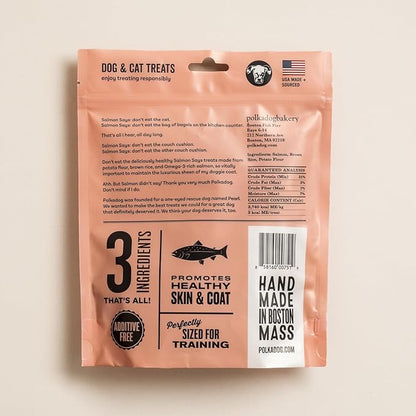 DOG & CAT TREATS
enjoy treating responsibly
USA MADE +
SOURCED
Salmon Says: don't eat the cat.
Salmon Says: don't eat the bag of bagels on the kitchen counter.
That's all I hear, all day long.
Salmon Says: don't eat the couch cushion.
Salmon Says: don't eat the other couch cushion.
Don't eat the deliciously healthy Salmon Says treats made from
potato flour, brown rice, and Omega-3-rich salmon, so vital to
maintaining the luxurious sheen of my doggie coat.
Ah. But Salmon didn't say! Thank you very much Polkadog.
Don't mind if I do.
Polkadog was founded for a one-eyed rescue dog named Pearl.
We wanted to make the best treats we could for a great dog
that definitely deserved it. We think your dog deserves it, too.
polkadogbakery
Boston Fish Pier
Bays 6-14
212 Northern Ave
Boston, MA 02210
polkadog.com
Ingredients: Salmon, Brown
Rice, Potato Flour
GUARANTEED ANALYSIS
Crude Protein (Min)
Crude Fat (Min)
Crude Fiber (Max)
Moisture (Max)
CALORIE CONTENT (Calc)
3 kcal ME/treat
3
INGREDIENTS
THAT'S ALL!
ADDITIVE
FREE
PROMOTES
HEALTHY
SKIN & COAT
Perfectly
SIZED FOR
TRAINING
HAND
MADE
IN BOSTON
MASS
POLKADOG.COM